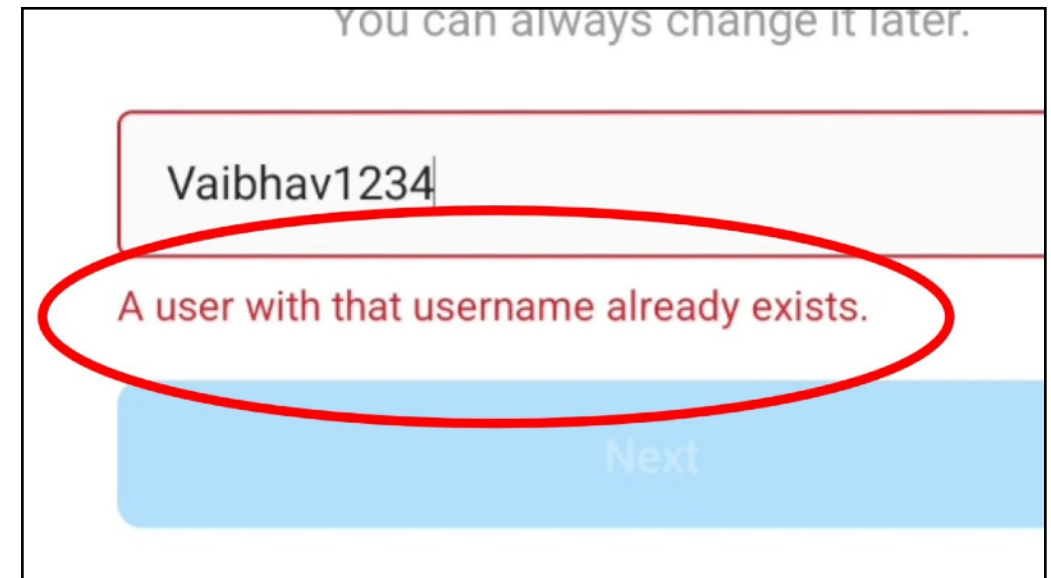 You can always change it later.
Vaibhav1234
A user with that username already exists.
Next